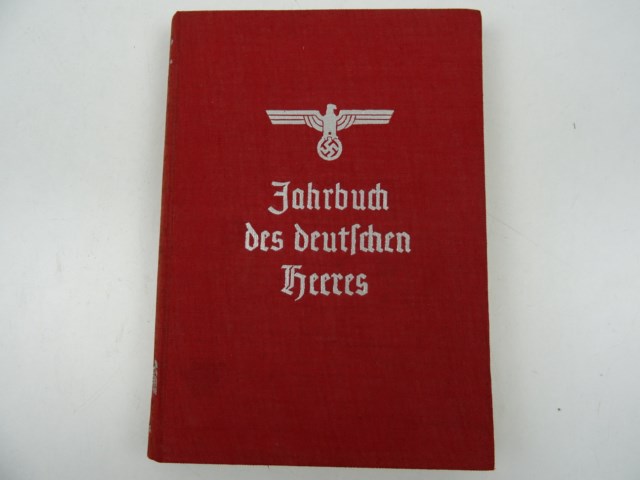 Jahrbuch
des deutſchen
Heeres